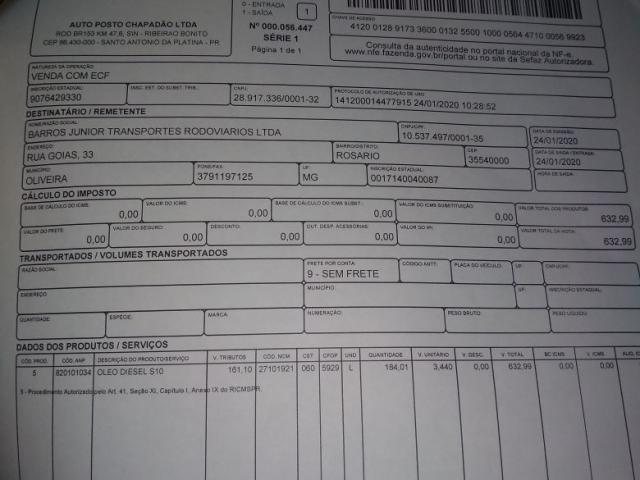 AUTO POSTO CHAPADÃO LTDA
ROD BR153 KM 47,6, S/N - RIBEIRAO BONITO
CEP 86.430-000 - SANTO ANTONIO DA PLATINA - PR
0 - ENTRADA
1 - SAÍDA
1
Nº 000.056.447
SÉRIE 1
Página 1 de 1
CHAVE DE ACESSO
4120 0128 9173 3600 0132 5500 1000 0564 4710 0056 9923
Consulta da autenticidade no portal nacional da NF-e.
www.nfe.fazenda.gov.br/portal ou no site da Sefaz Autorizadora.
NATUREZA DA OPERAÇÃO
VENDA COM ECF
PROTOCOLO DE AUTORIZAÇÃO DE USO
141200014477915 24/01/2020 10:28:52
INSCRIÇÃO ESTADUAL
9076429330
INSC. EST. DO SUBST. TRIB.
CNPJ
28.917.336/0001-32
DESTINATÁRIO / REMETENTE
NOME/RAZÃO SOCIAL
BARROS JUNIOR TRANSPORTES RODOVIARIOS LTDA
CNPJ/CPF
10.537.497/0001-35
DATA DE EMISSÃO
24/01/2020
ENDEREÇO
RUA GOIAS, 33
BAIRRO/DISTRITO
ROSARIO
CEP
35540000
DATA DE SAÍDA / ENTRADA
24/01/2020
MUNICÍPIO
OLIVEIRA
FONE/FAX
3791197125
UF
MG
INSCRIÇÃO ESTADUAL
0017140040087
HORA DE SAÍDA
CÁLCULO DO IMPOSTO
BASE DE CÁLCULO DO ICMS
0,00
VALOR DO ICMS
0,00
BASE DE CÁLCULO DO ICMS SUBST.
0,00
VALOR DO ICMS SUBSTITUIÇÃO
0,00
VALOR TOTAL DOS PRODUTOS
632,99
VALOR DO FRETE
0,00
VALOR DO SEGURO
0,00
DESCONTO
0,00
OUT. DESP. ACESSORIAS
0,00
VALOR DO IPI
0,00
VALOR TOTAL DA NOTA
632,99
TRANSPORTADOS / VOLUMES TRANSPORTADOS
RAZÃO SOCIAL
FRETE POR CONTA
9 - SEM FRETE
CÓDIGO ANTT
PLACA DO VEÍCULO
UF
CNPJ/CPF
ENDEREÇO
MUNICÍPIO
UF
INSCRIÇÃO ESTADUAL
QUANTIDADE
ESPÉCIE
MARCA
NUMERAÇÃO
PESO BRUTO
PESO LÍQUIDO
DADOS DOS PRODUTOS / SERVIÇOS
CÓD. PROD. CÓD. ANP DESCRIÇÃO DO PRODUTO/SERVIÇO V. TRIBUTOS CÓD. NCM CST CFOP UND QUANTIDADE V. UNITÁRIO V. DESC. V. TOTAL BC ICMS V. ICMS
5 820101034 OLEO DIESEL S10 161,10 27101921 060 5929 L 184,01 3,440 0,00 632,99 0,00 0,00
5 - Procedimento Autorizado pelo Art. 41, Seção XI, Capítulo I, Anexo IX do RICMSPR.